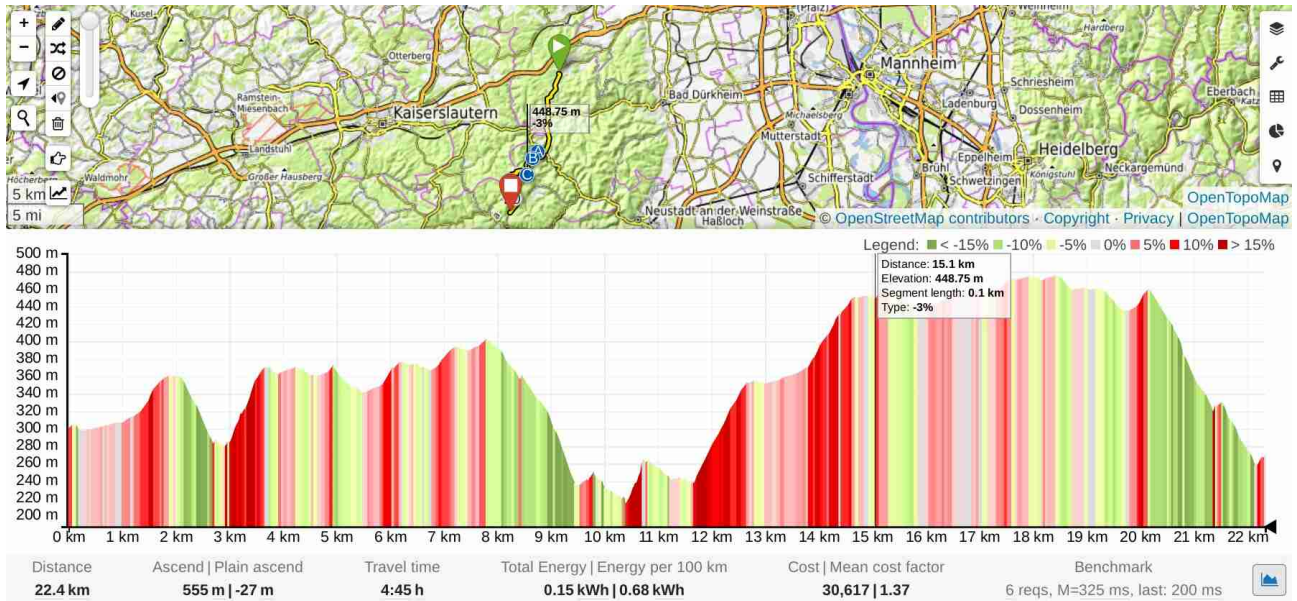 +
−
(Pfalz)
Weinheim
Kusel
Hardberg
Otterberg
Mannheim
Schriesheim
Eberbach
Ramstein-
Miesenbach
Bad Dürkheim
Ladenburg
Katz
Kaiserslautern
448.75 m
-3%
Michaelsberg
Dossenheim
Mutterstadt
Landstuhl
A
B
Eppelheim
Heidelberg
Waldmohr
Großer Hausberg
C
Schifferstadt
Brühl
Königstuhl
Neckargemünd
Höcherberg
Schwetzingen
5 km
OpenTopoMap
5 mi
Neustadt an der Weinstraße
Haßloch
© OpenStreetMap contributors · Copyright · Privacy | OpenTopoMap
Legend: < -15% -10% -5% 0% 5% 10% > 15%
500 m
480 m
460 m
440 m
420 m
400 m
380 m
360 m
340 m
320 m
300 m
280 m
260 m
240 m
220 m
200 m
Distance: 15.1 km
Elevation: 448.75 m
Segment length: 0.1 km
Type: -3%
0 km 1 km 2 km 3 km 4 km 5 km 6 km 7 km 8 km 9 km 10 km 11 km 12 km 13 km 14 km 15 km 16 km 17 km 18 km 19 km 20 km 21 km 22 km
Distance Ascend | Plain ascend Travel time Total Energy | Energy per 100 km Cost | Mean cost factor Benchmark
22.4 km 555 m | -27 m 4:45 h 0.15 kWh | 0.68 kWh 30,617 | 1.37 6 reqs, M=325 ms, last: 200 ms